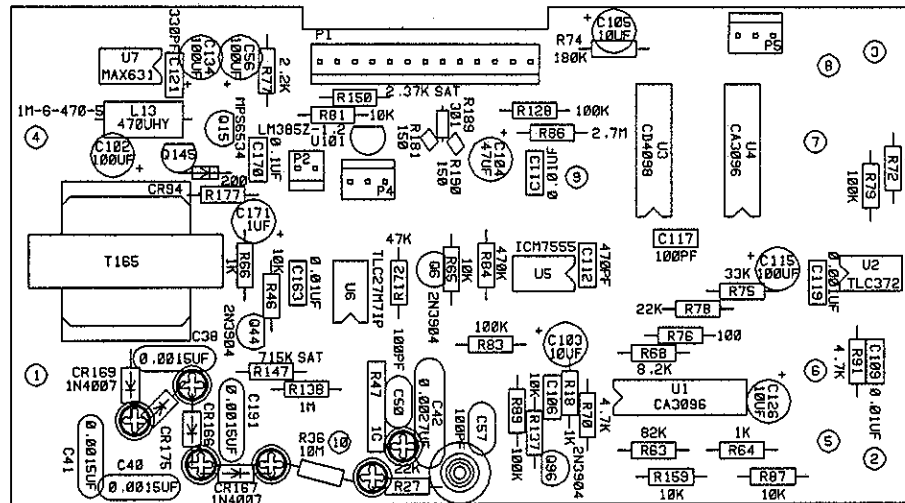 330PF
C121
U7
MAX631
C134
100UF
C56
100UF
R77
2.2K
P1
C105
10UF
R74
180K
P5
3
8
1M-6-470-5
L13
470UHY
Q15
MPS6534
R150
2.37K SAT
R81
10K
R189
301
R128
100K
R86
2.7M
4
C102
100UF
Q145
C170
0.1UF
LM385Z-1.2
U101
R181
150
R190
150
C104
47UF
C113
0.01UF
9
U3
CD4098
U4
CA3096
7
R79
100K
R72
P2
P4
CR94
200
R177
C171
1UF
T165
R66
1K
R46
10K
C163
0.01UF
U6
TLC27M7IP
R172
47K
Q6
2N3904
R65
10K
R84
470K
ICM7555
U5
C112
470PF
C117
100PF
C115
100UF
33K
R75
C119
0.001UF
U2
TLC372
22K
R78
R76
100
R68
8.2K
C38
0.0015UF
Q44
2N3904
715K SAT
R147
R138
1M
100K
R83
C103
10UF
1
CR169
1N4007
CR175
CR166
C191
0.0015UF
R47
1G
C50
100PF
C42
0.0027UF
C57
100PF
R89
100K
R137
10K
C106
R18
1K
R70
4.7K
Q96
2N3904
U1
CA3096
C126
10UF
4.7K
R91
C109
0.01UF
6
C41
0.0015UF
C40
0.0015UF
CR167
1N4007
R36
10M
10
22K
R27
82K
R63
1K
R64
5
2
R159
10K
R87
10K